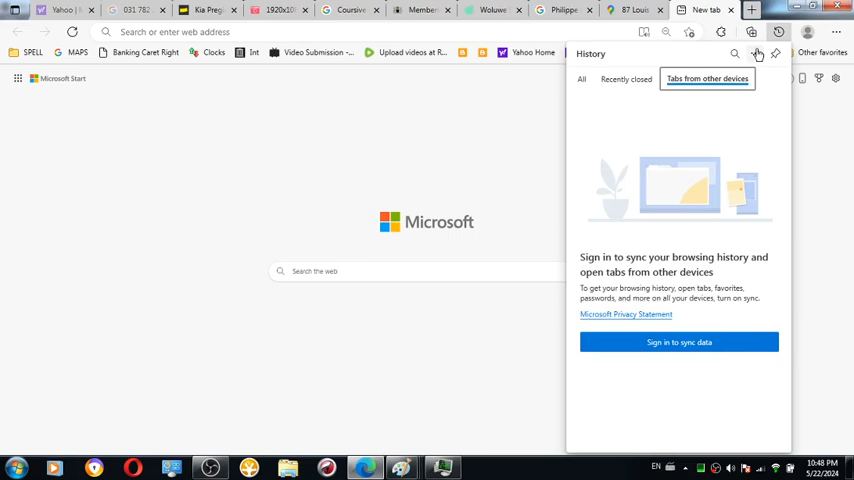 Yahoo | M
031 782
Kia Pregi
1920x108
Coursive
Member
Woluwe S
Philippe
87 Louis
New tab
Search or enter web address
SPELL
MAPS
Banking Caret Right
Clocks
Int
Video Submission -...
Upload videos at R...
Yahoo Home
Other favorites
History
Microsoft Start
All
Recently closed
Tabs from other devices
Microsoft
Search the web
Sign in to sync your browsing history and
open tabs from other devices
To get your browsing history, open tabs, favorites,
passwords, and more on all your devices, turn on sync.
Microsoft Privacy Statement
Sign in to sync data
EN
10:48 PM
5/22/2024